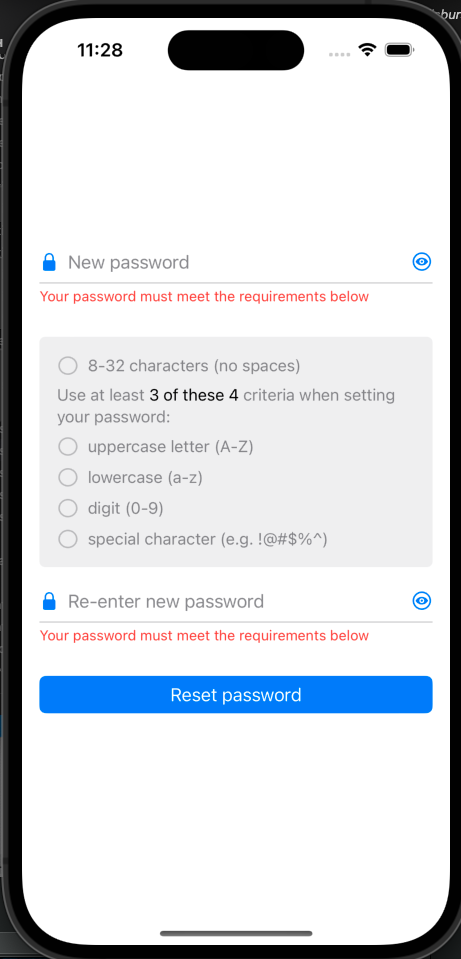 11:28
New password
Your password must meet the requirements below
8-32 characters (no spaces)
Use at least 3 of these 4 criteria when setting
your password:
uppercase letter (A-Z)
lowercase (a-z)
digit (0-9)
special character (e.g. !@#$%^)
Re-enter new password
Your password must meet the requirements below
Reset password